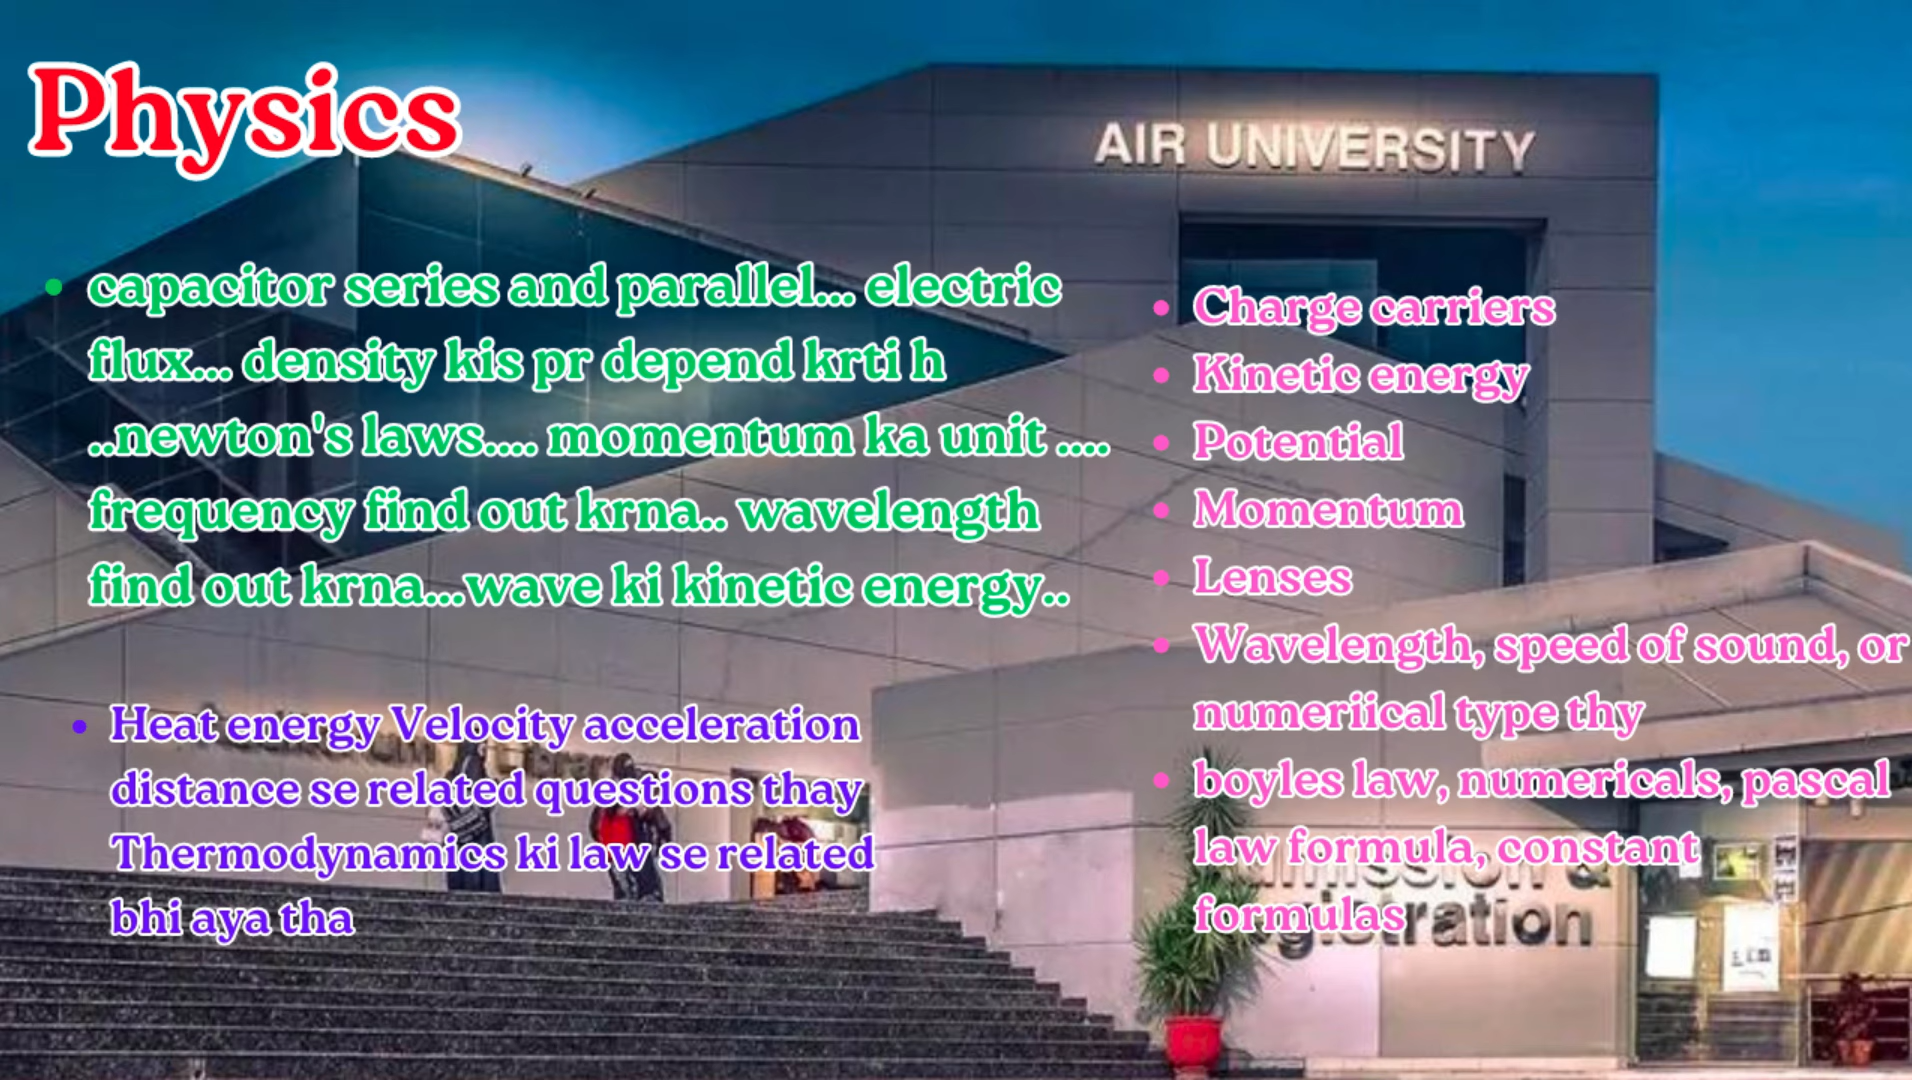 Physics
AIR UNIVERSITY
capacitor series and parallel... electric
flux... density kis pr depend krti h
..newton's laws.... momentum ka unit ....
frequency find out krna.. wavelength
find out krna...wave ki kinetic energy..
Heat energy Velocity acceleration
distance se related questions thay
Thermodynamics ki law se related
bhi aya tha
Charge carriers
Kinetic energy
Potential
Momentum
Lenses
Wavelength, speed of sound, or
numeriical type thy
boyles law, numericals, pascal
law formula, constant
formulas